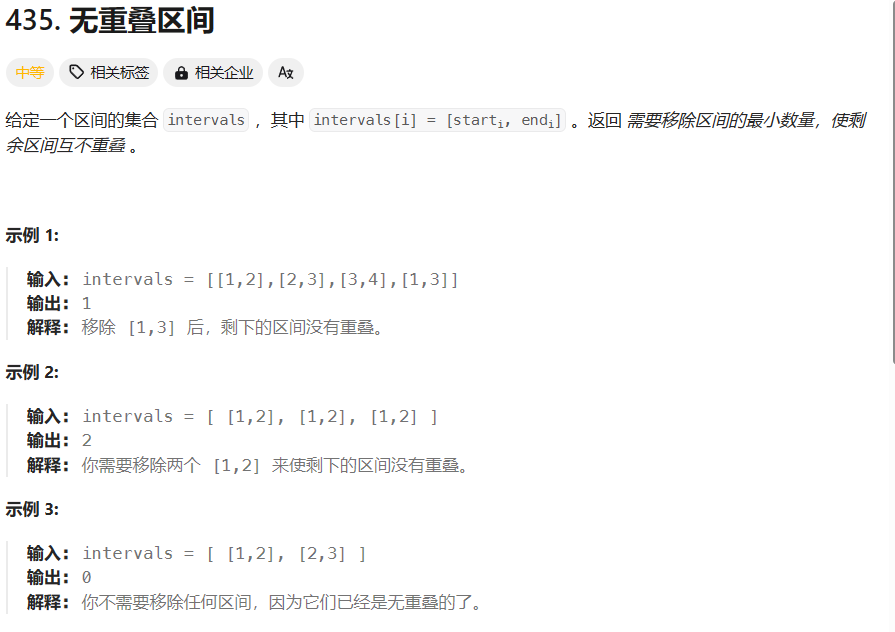 435. 无重叠区间
中等 相关标签 相关企业 Az
给定一个区间的集合 intervals ，其中 intervals[i] = [starti, endi] 。返回 需要移除区间的最小数量，使剩
余区间互不重叠 。
示例 1:
输入: intervals = [[1,2],[2,3],[3,4],[1,3]]
输出: 1
解释: 移除 [1,3] 后，剩下的区间没有重叠。
示例 2:
输入: intervals = [ [1,2], [1,2], [1,2] ]
输出: 2
解释: 你需要移除两个 [1,2] 来使剩下的区间没有重叠。
示例 3:
输入: intervals = [ [1,2], [2,3] ]
输出: 0
解释: 你不需要移除任何区间，因为它们已经是无重叠的了。